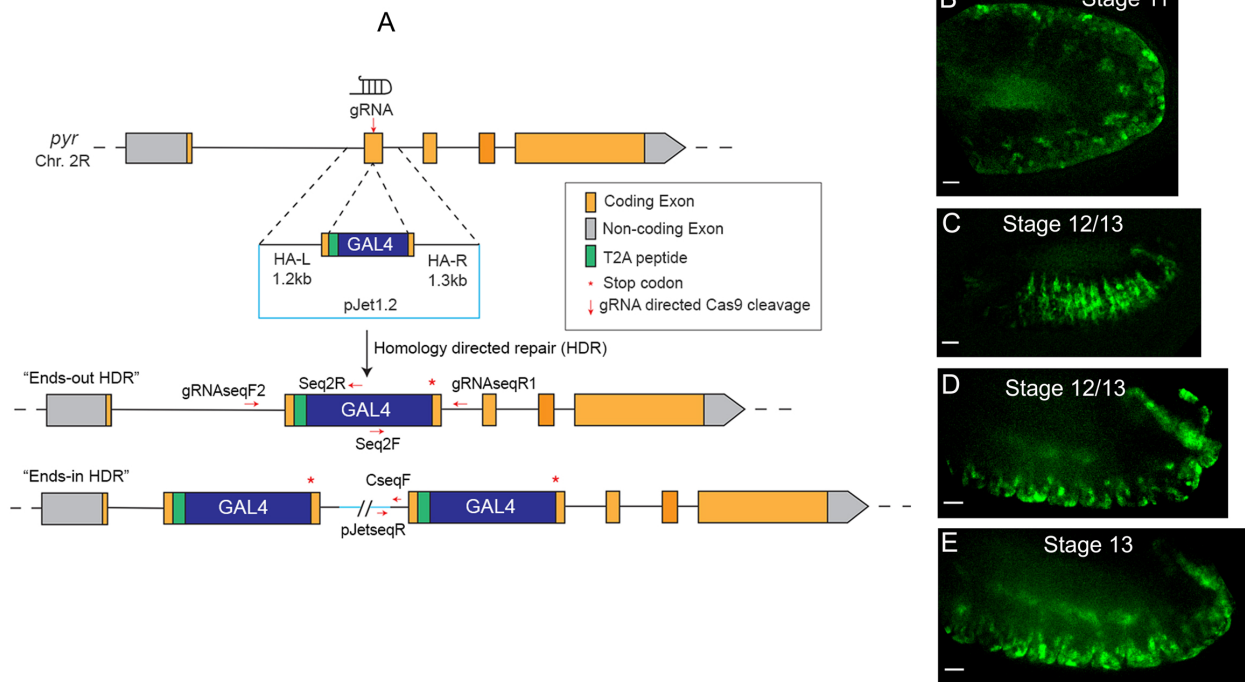 A
gRNA
pyr
Chr. 2R
Coding Exon
Non-coding Exon
T2A peptide
* Stop codon
gRNA directed Cas9 cleavage
GAL4
HA-L
1.2kb
HA-R
1.3kb
pJet1.2
Homology directed repair (HDR)
“Ends-out HDR”
gRNAseqF2
Seq2R
*
gRNAseqR1
GAL4
Seq2F
“Ends-in HDR”
*
CseqF
*
GAL4
GAL4
pJetseqR
B
Stage 11
C
Stage 12/13
D
Stage 12/13
E
Stage 13